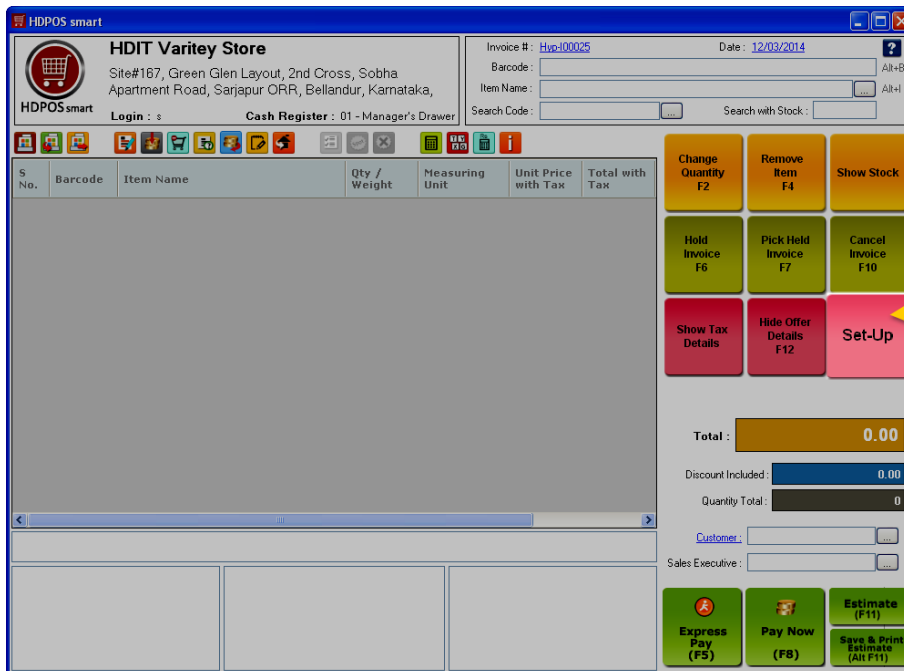 HDPOS smart
HDIT Varitey Store
Site#167, Green Glen Layout, 2nd Cross, Sobha
Apartment Road, Sarjapur ORR, Bellandur, Karnataka,
HDPOS smart
Login : s
Cash Register : 01 - Manager's Drawer
Invoice # : Hyp-I00025
Date : 12/03/2014
?
Barcode :
Alt+B
Item Name :
...
Alt+I
Search Code :
...
Search with Stock :
S No.
Barcode
Item Name
Qty / Weight
Measuring Unit
Unit Price with Tax
Total with Tax
Change
Quantity
F2
Remove
Item
F4
Show Stock
Hold
Invoice
F6
Pick Held
Invoice
F7
Cancel
Invoice
F10
Show Tax
Details
Hide Offer
Details
F12
Set-Up
Total :
0.00
Discount Included :
0.00
Quantity Total :
0
Customer :
...
Sales Executive :
...
Express
Pay
(F5)
Pay Now
(F8)
Estimate
(F11)
Save & Print
Estimate
(Alt F11)